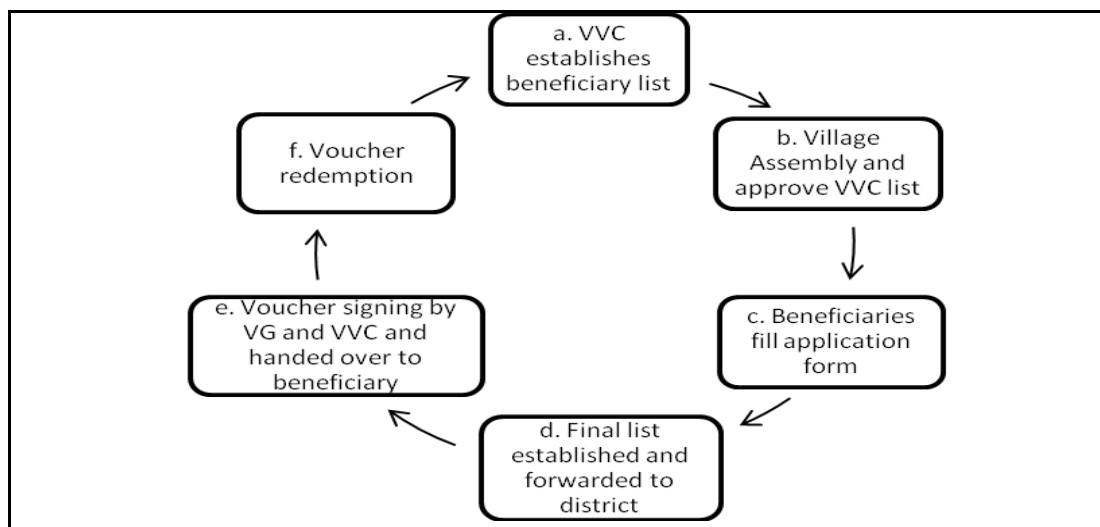 a. VVC
establishes
beneficiary list
b. Village
Assembly and
approve VVC list
c. Beneficiaries
fill application
form
d. Final list
established and
forwarded to
district
e. Voucher signing by
VG and VVC and
handed over to
beneficiary
f. Voucher
redemption